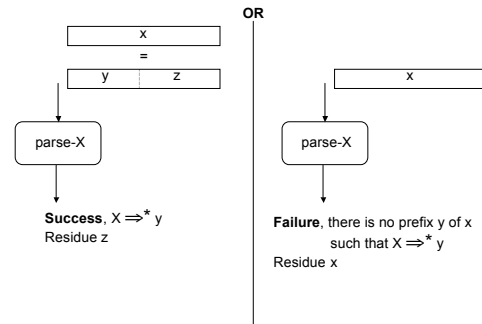 OR
x
=
y z
parse-X
Success, X ⇒* y
Residue z
x
parse-X
Failure, there is no prefix y of x
such that X ⇒* y
Residue x